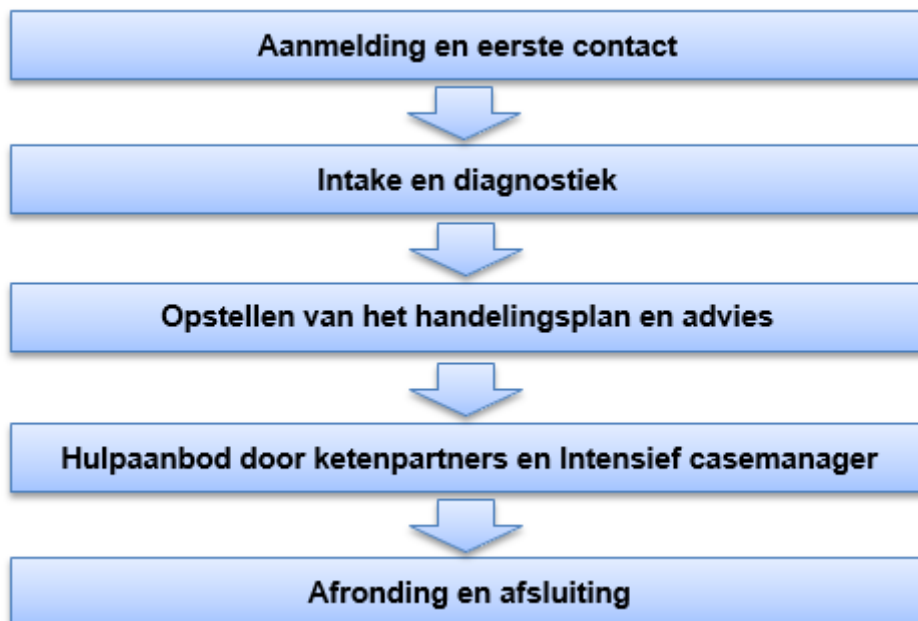 Aanmelding en eerste contact
Intake en diagnostiek
Opstellen van het handelingsplan en advies
Hulpaanbod door ketenpartners en Intensief casemanager
Afronding en afsluiting